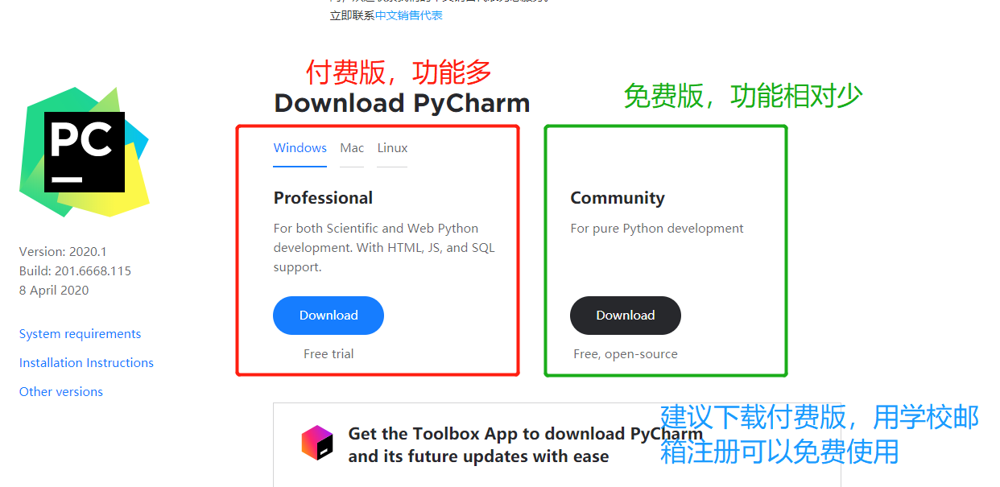 立即联系中文销售代表
付费版，功能多
免费版，功能相对少
Download PyCharm
PC
Windows Mac Linux
Professional
For both Scientific and Web Python
development. With HTML, JS, and SQL
support.
Download
Free trial
Community
For pure Python development
Download
Free, open-source
Version: 2020.1
Build: 201.6668.115
8 April 2020
System requirements
Installation Instructions
Other versions
Get the Toolbox App to download PyCharm
and its future updates with ease
建议下载付费版，用学校邮
箱注册可以免费使用